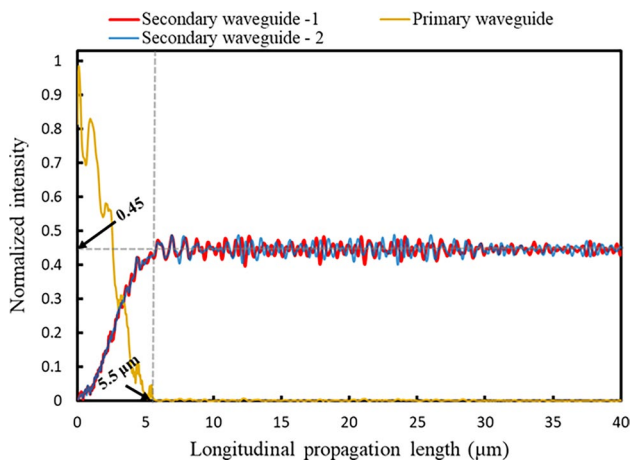 Secondary waveguide -1
Primary waveguide
Secondary waveguide - 2
Normalized intensity
1
0.9
0.8
0.7
0.6
0.5
0.4
0.3
0.2
0.1
0
0.45
5.5 μm
0 5 10 15 20 25 30 35 40
Longitudinal propagation length (μm)